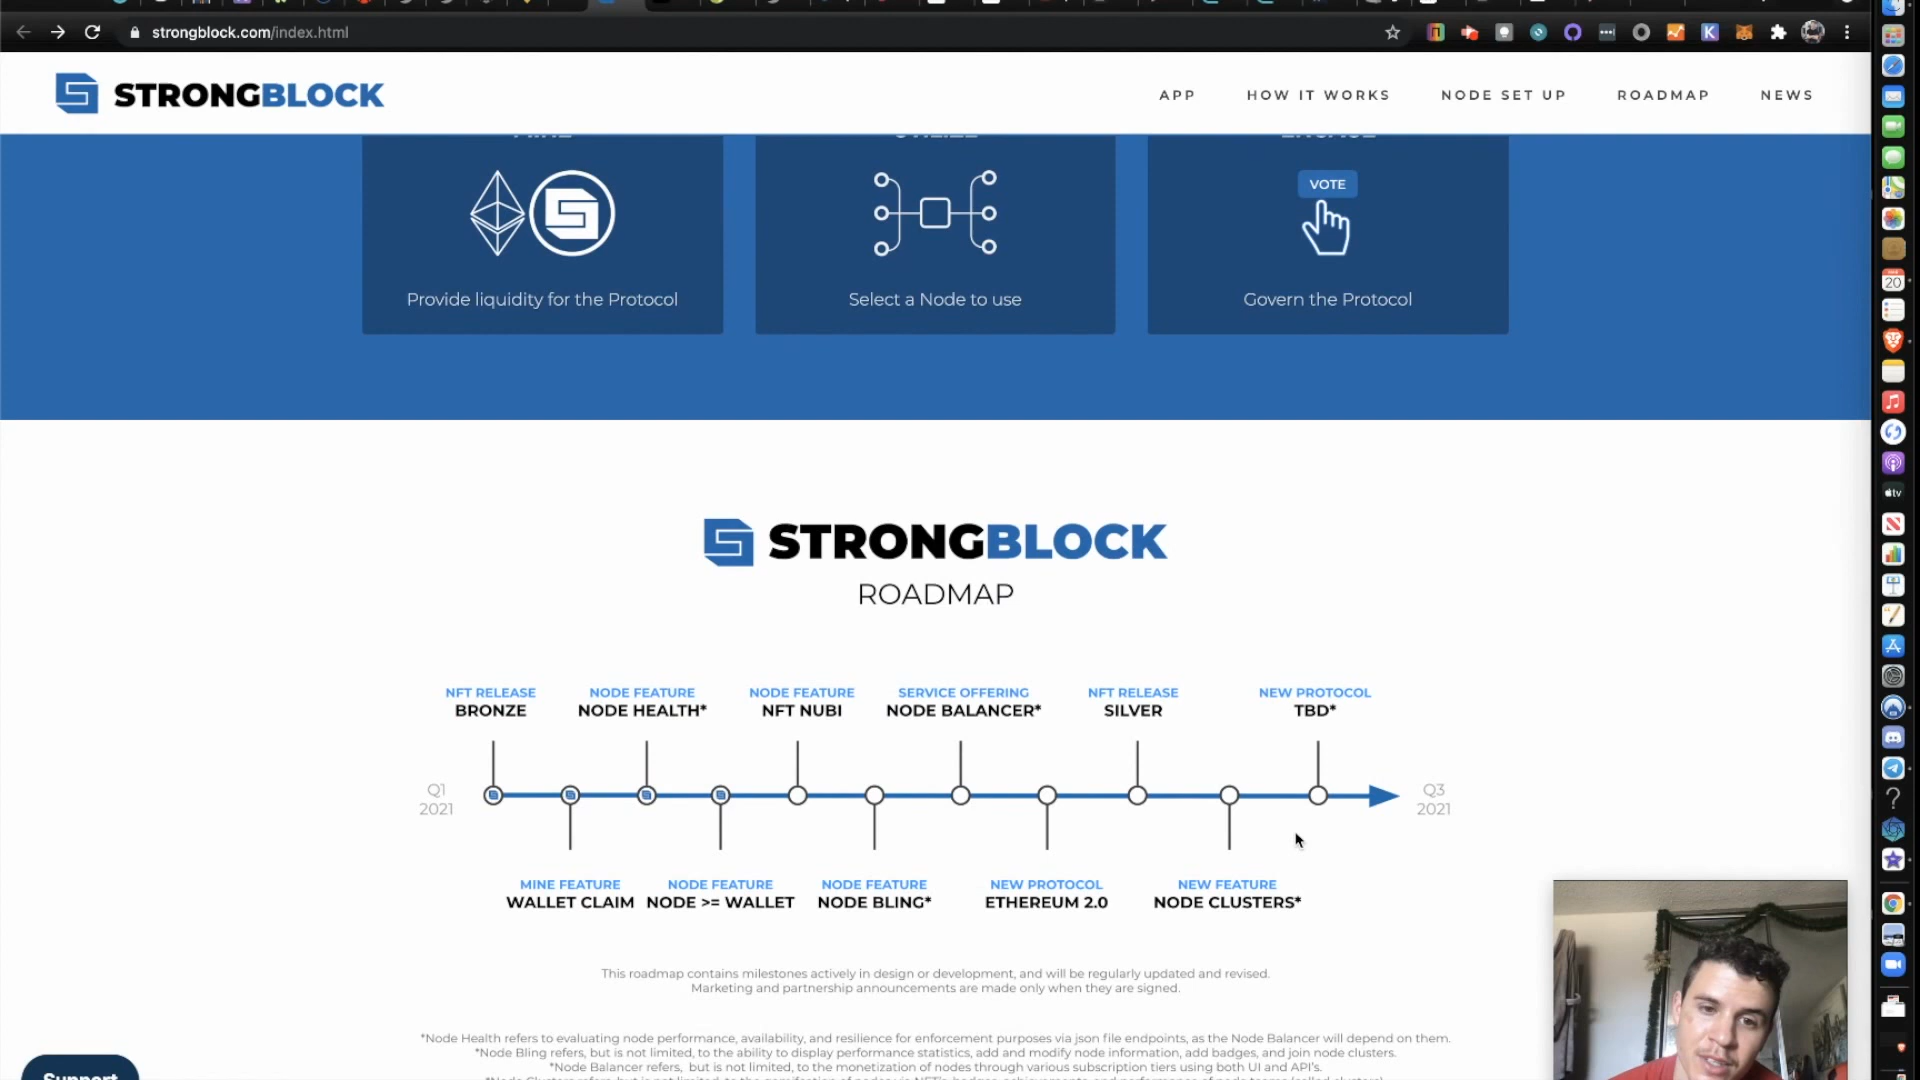 strongblock.com/index.html
STRONGBLOCK
APP
HOW IT WORKS
NODE SET UP
ROADMAP
NEWS
VOTE
Provide liquidity for the Protocol
Select a Node to use
Govern the Protocol
STRONGBLOCK
ROADMAP
NFT RELEASE
BRONZE
NODE FEATURE
NODE HEALTH*
NODE FEATURE
NFT NUBI
SERVICE OFFERING
NODE BALANCER*
NFT RELEASE
SILVER
NEW PROTOCOL
TBD*
Q1
2021
Q3
2021
MINE FEATURE
WALLET CLAIM
NODE FEATURE
NODE >= WALLET
NODE FEATURE
NODE BLING*
NEW PROTOCOL
ETHEREUM 2.0
NEW FEATURE
NODE CLUSTERS*
This roadmap contains milestones actively in design or development, and will be regularly updated and revised.
Marketing and partnership announcements are made only when they are signed.
*Node Health refers to evaluating node performance, availability, and resilience for enforcement purposes via json file endpoints, as the Node Balancer will depend on them.
*Node Bling refers, but is not limited, to the ability to display performance statistics, add and modify node information, add badges, and join node clusters.
*Node Balancer refers, but is not limited, to the monetization of nodes through various subscription tiers using both UI and API's.
Support
20
tv